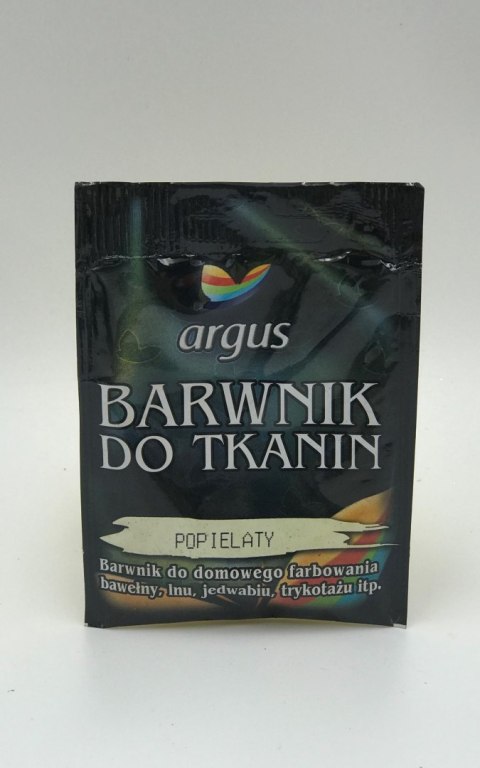 argus
BARWNIK
DO TKANIN
POPIELATY
Barwnik do domowego farbowania
bawełny, lnu, jedwabiu, trykotażu itp.